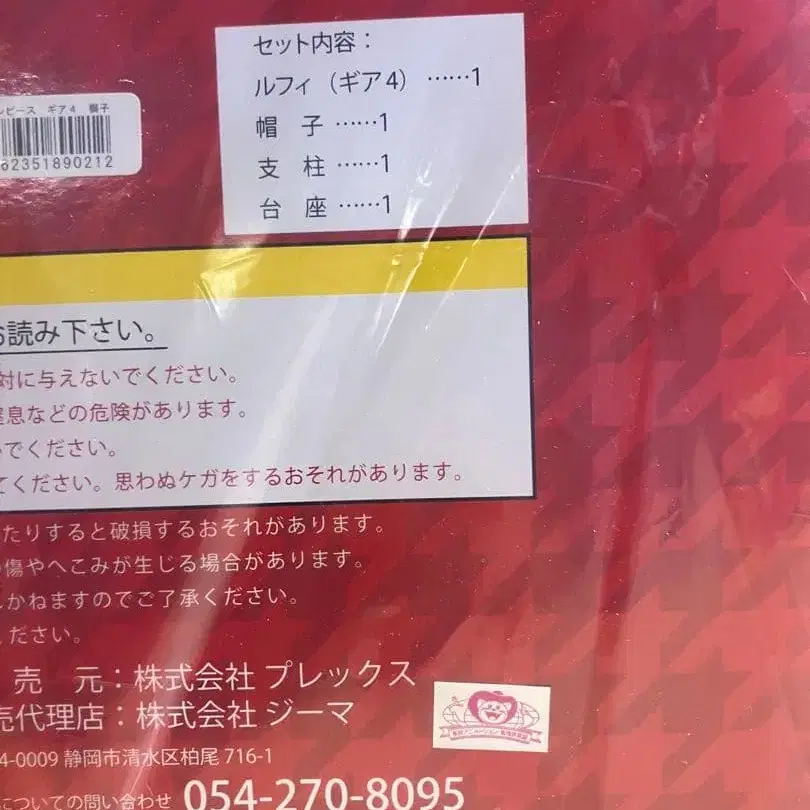 セット内容：
ルフィ（ギア4）……1
帽　子……1
支　柱……1
台　座……1
ピース　ギア4　帽子
62351890212
お読み下さい。
対に与えないでください。
窒息などの危険があります。
でください。
てください。思わぬケガをするおそれがあります。
たりすると破損するおそれがあります。
傷やへこみが生じる場合があります。
かねますのでご了承ください。
ください。
売　元：株式会社 プレックス
売代理店：株式会社 ジーマ
4-0009 静岡市清水区柏尾 716-1
についての問い合わせ 054-270-8095